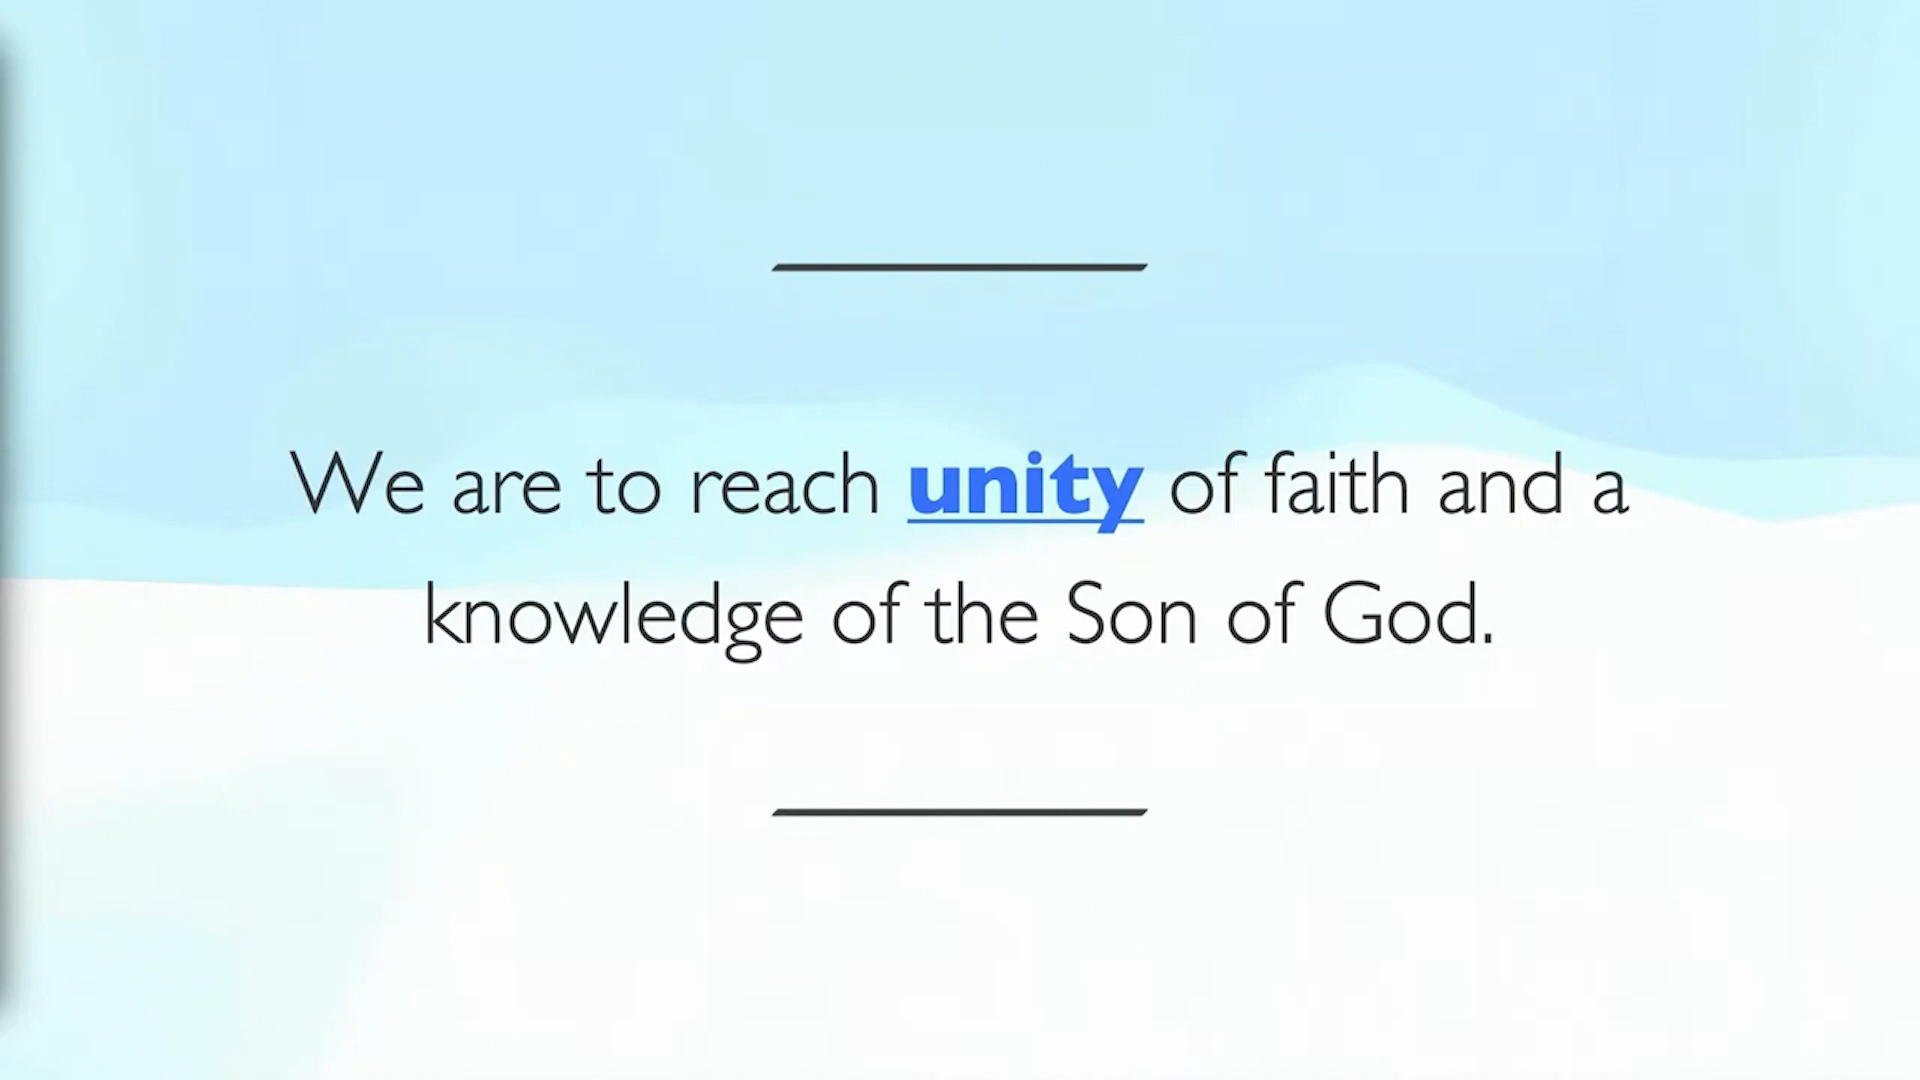 We are to reach unity of faith and a
knowledge of the Son of God.